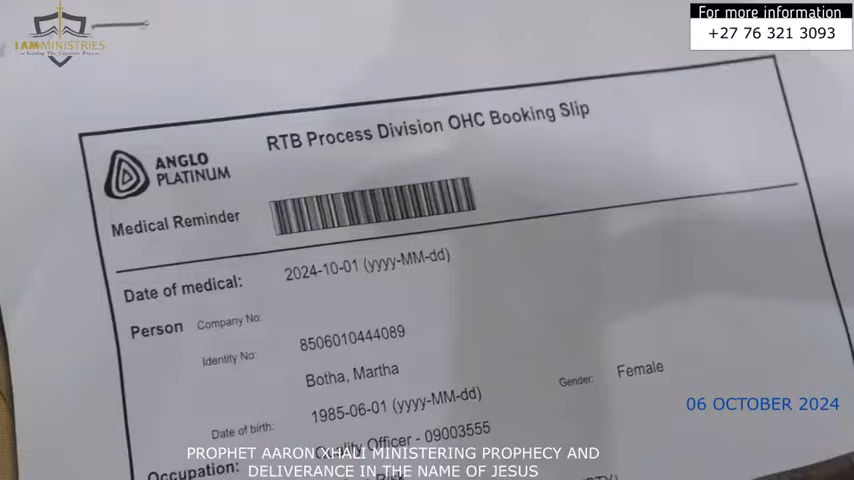 I AM MINISTRIES
For more information
+27 76 321 3093
ANGLO
PLATINUM
RTB Process Division OHC Booking Slip
Medical Reminder
Date of medical: 2024-10-01 (yyyy-MM-dd)
Person Company No:
Identity No: 8506010444089
Botha, Martha
Gender: Female
Date of birth: 1985-06-01 (yyyy-MM-dd)
06 OCTOBER 2024
Occupation: Quality Officer - 09003555
PROPHET AARON XHALI MINISTERING PROPHECY AND
DELIVERANCE IN THE NAME OF JESUS